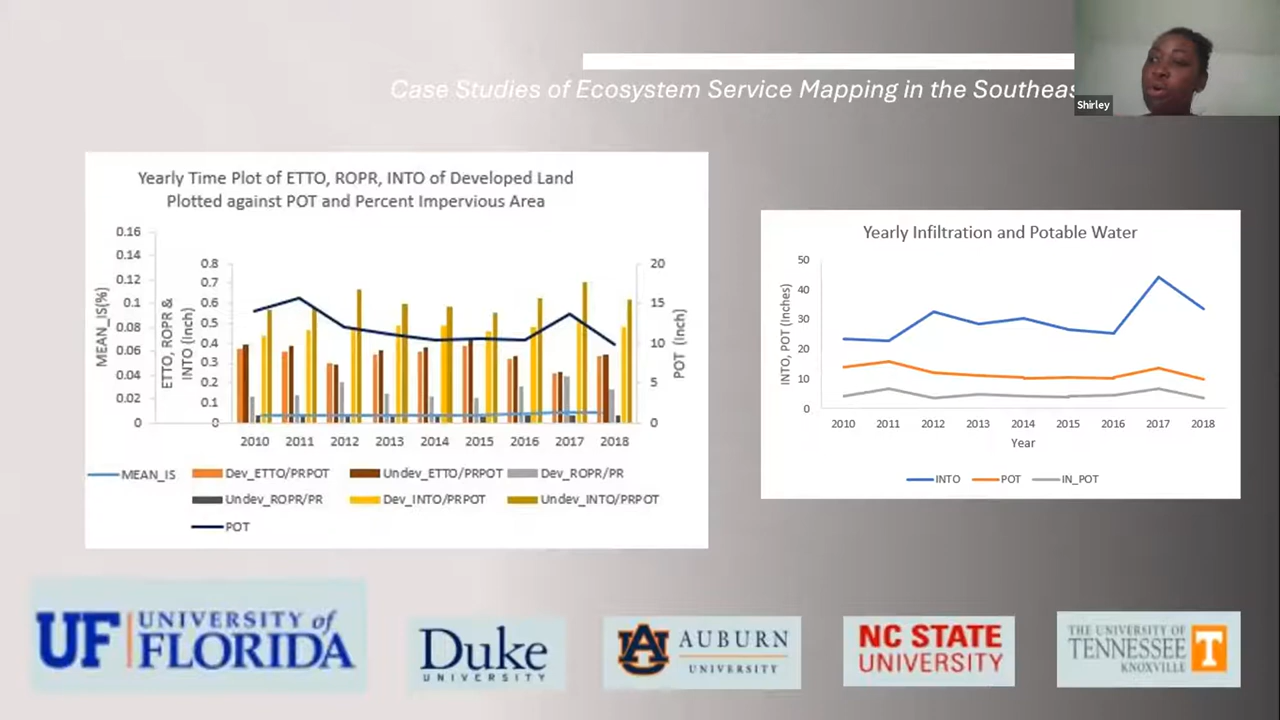 Case Studies of Ecosystem Service Mapping in the Southeas
Shirley
Yearly Time Plot of ETTO, ROPR, INTO of Developed Land
Plotted against POT and Percent Impervious Area
MEAN_IS(%)
0.16
0.14
0.12
0.1
0.08
0.06
0.04
0.02
0
ETTO, ROPR &
INTO (inch)
0.8
0.7
0.6
0.5
0.4
0.3
0.2
0.1
0
20
15
10
5
0
POT (Inch)
2010 2011 2012 2013 2014 2015 2016 2017 2018
MEAN_IS Dev_ETTO/PRPOT Undev_ETTO/PRPOT Dev_ROPR/PR
Undev_ROPR/PR Dev_INTO/PRPOT Undev_INTO/PRPOT
POT
Yearly Infiltration and Potable Water
INTO, POT (Inches)
50
40
30
20
10
0
2010 2011 2012 2013 2014 2015 2016 2017 2018
Year
INTO POT IN_POT
UF UNIVERSITY of
FLORIDA
Duke
UNIVERSITY
AU AUBURN
UNIVERSITY
NC STATE
UNIVERSITY
THE UNIVERSITY OF
TENNESSEE
KNOXVILLE
T